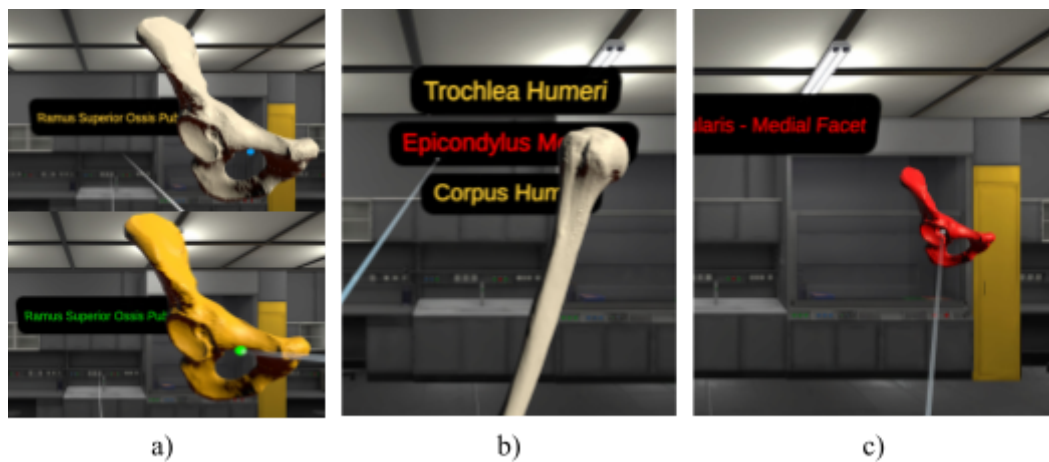 Ramus Superior Ossis Pub
Ramus Superior Ossis Pub
a)
Trochlea Humeri
Epicondylus Me
Corpus Hum
b)
laris - Medial Facet
c)